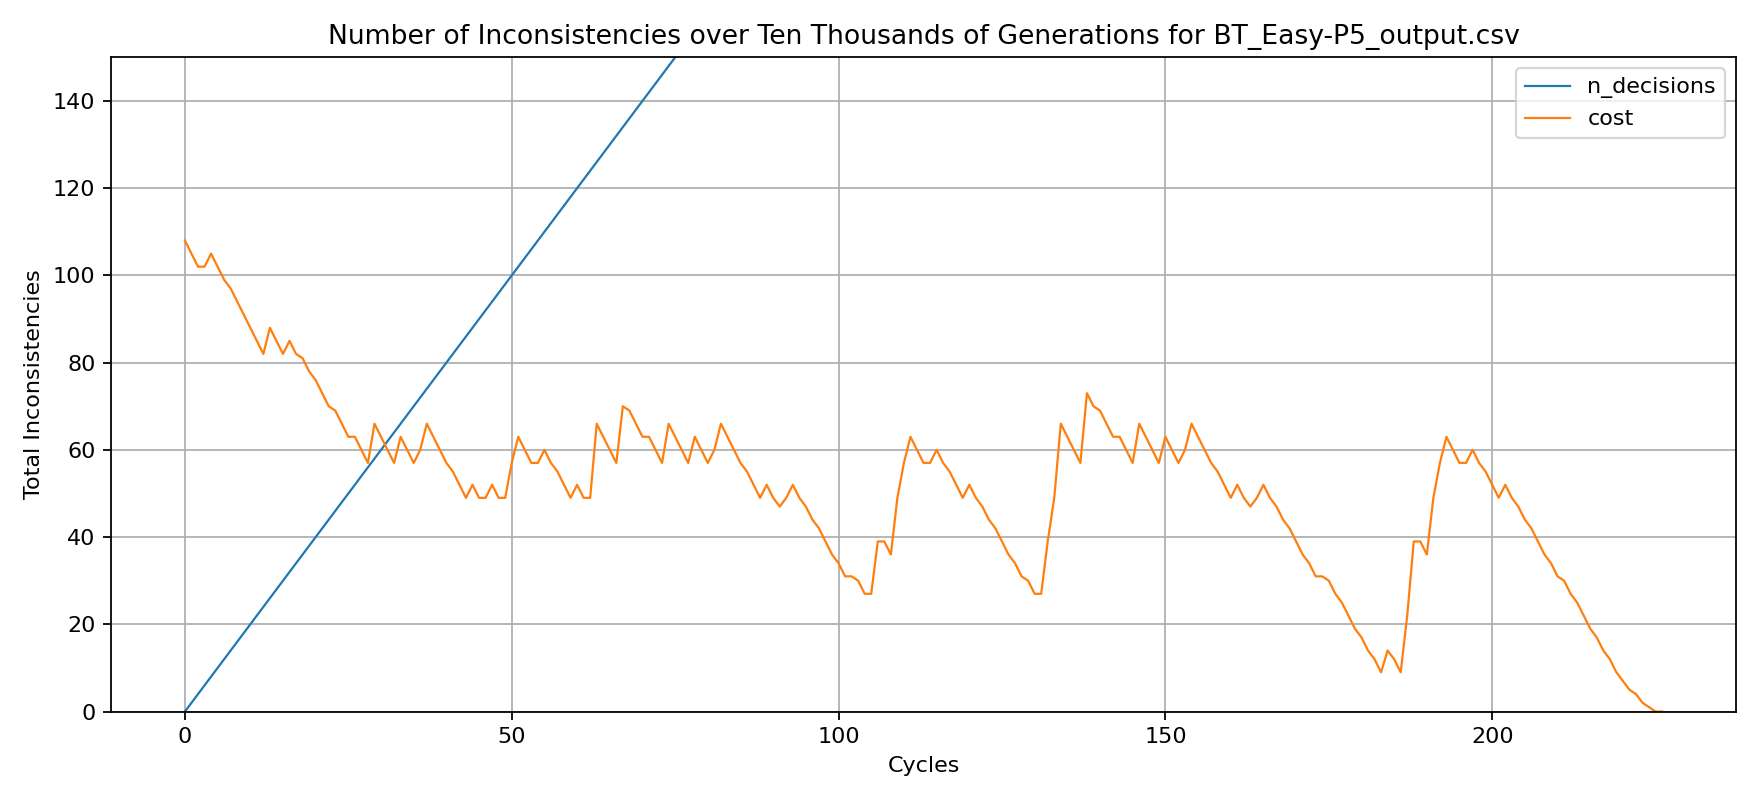 Number of Inconsistencies over Ten Thousands of Generations for BT_Easy-P5_output.csv
n_decisions
cost
Total Inconsistencies
140
120
100
80
60
40
20
0
0 50 100 150 200
Cycles